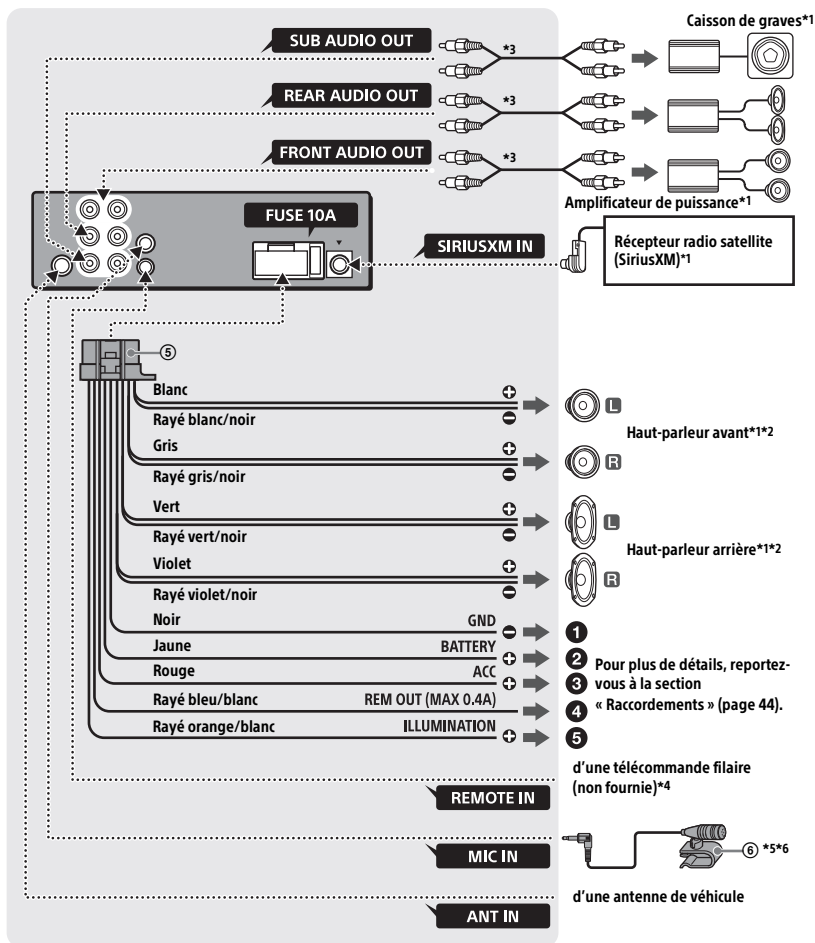 Caisson de graves*1
SUB AUDIO OUT
*3
REAR AUDIO OUT
*3
FRONT AUDIO OUT
*3
Amplificateur de puissance*1
FUSE 10A
SIRIUSXM IN
Récepteur radio satellite
(SiriusXM)*1
⑤
Blanc
Rayé blanc/noir
L
Haut-parleur avant*1*2
Gris
Rayé gris/noir
R
Vert
Rayé vert/noir
L
Haut-parleur arrière*1*2
Violet
Rayé violet/noir
R
Noir GND ❶
Jaune BATTERY ❷
Rouge ACC ❸
Rayé bleu/blanc REM OUT (MAX 0.4A) ❹
Rayé orange/blanc ILLUMINATION ❺
Pour plus de détails, reportez-
vous à la section
« Raccordements » (page 44).
d’une télécommande filaire
(non fournie)*4
REMOTE IN
MIC IN
⑥ *5*6
d’une antenne de véhicule
ANT IN